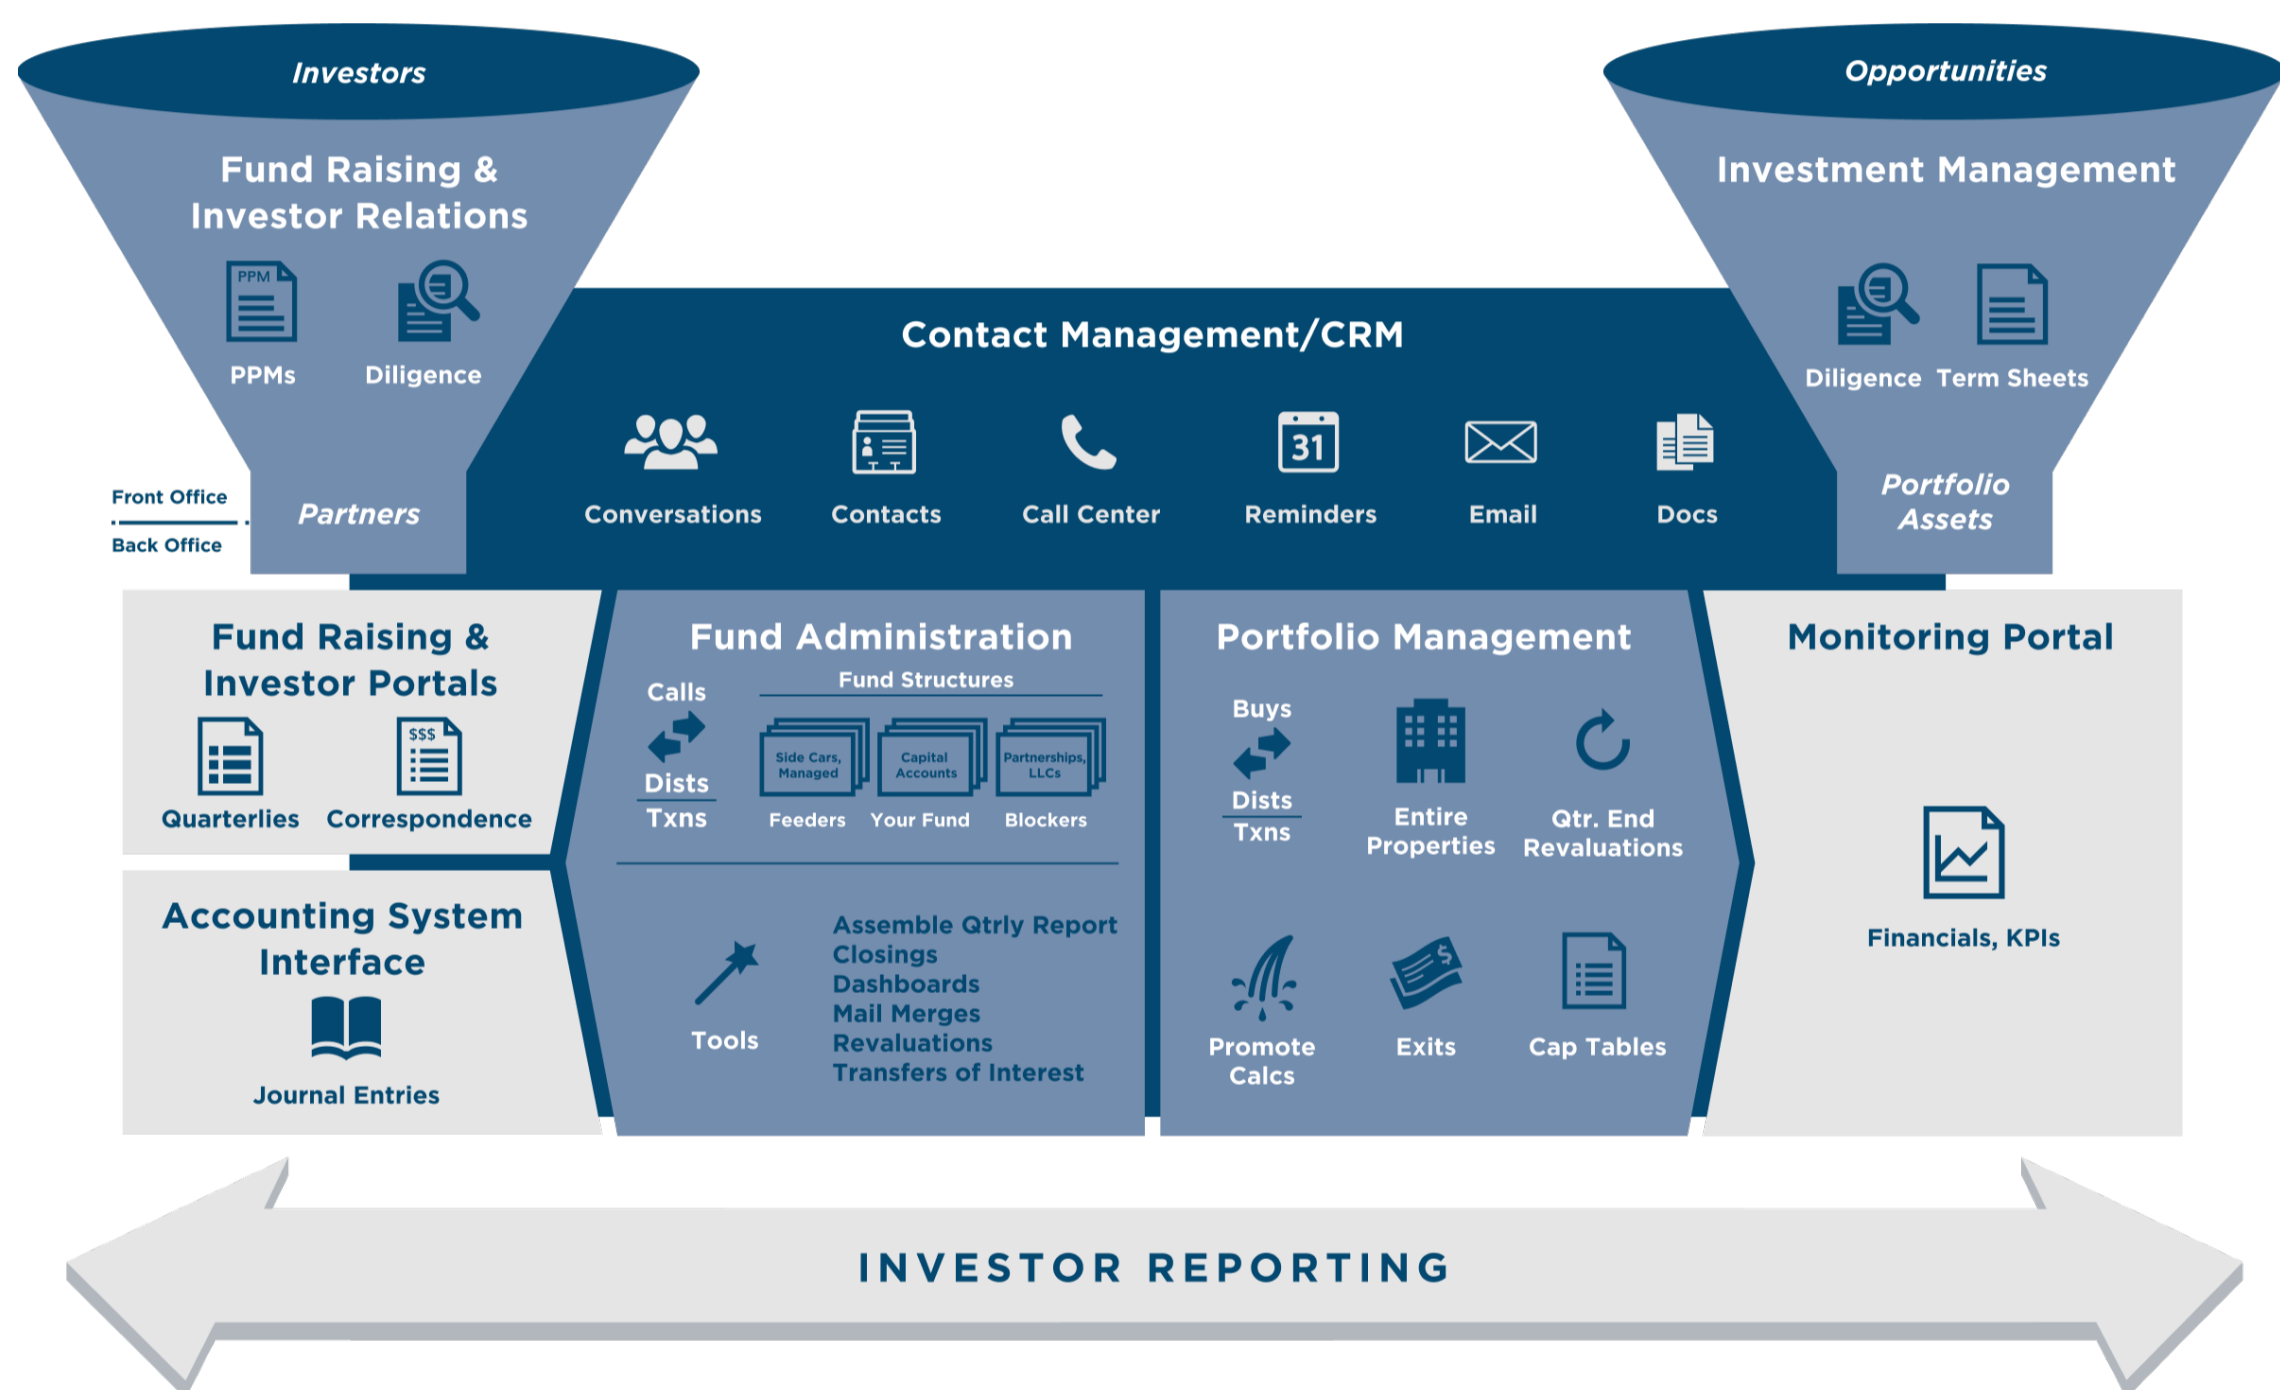 Investors
Fund Raising &
Investor Relations
PPM
PPMs
Diligence
Partners
Front Office
Back Office
Opportunities
Investment Management
Diligence
Term Sheets
Portfolio
Assets
Contact Management/CRM
31
Conversations
Contacts
Call Center
Reminders
Email
Docs
Fund Raising &
Investor Portals
$$$
Quarterlies
Correspondence
Accounting System
Interface
Journal Entries
Fund Administration
Calls
Dists
Txns
Fund Structures
Side Cars,
Managed
Capital
Accounts
Partnerships,
LLCs
Feeders
Your Fund
Blockers
Tools
Assemble Qtrly Report
Closings
Dashboards
Mail Merges
Revaluations
Transfers of Interest
Portfolio Management
Buys
Dists
Txns
Entire
Properties
Qtr. End
Revaluations
Promote
Calcs
$
Exits
Cap Tables
Monitoring Portal
Financials, KPIs
INVESTOR REPORTING